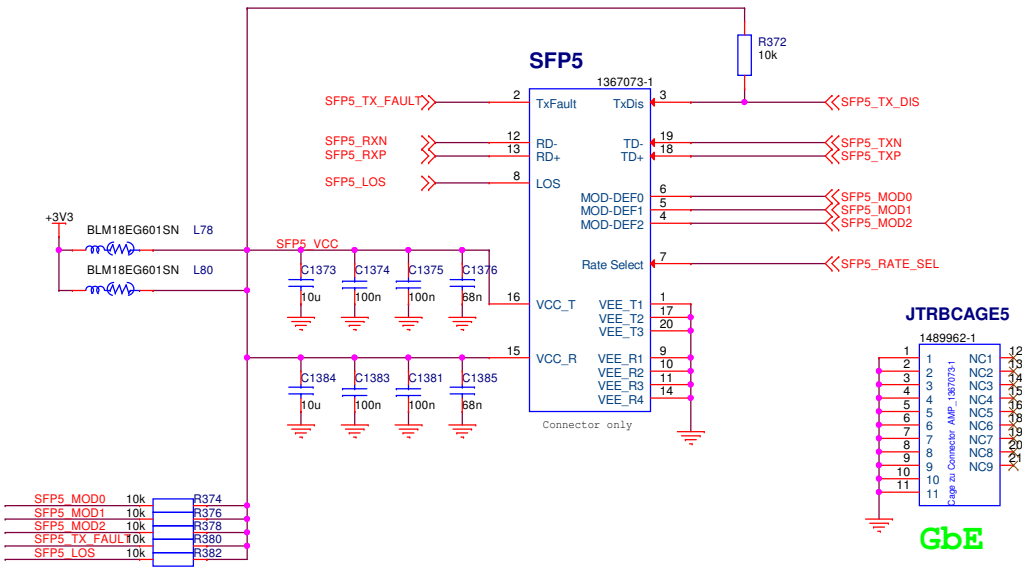 R372
10k
SFP5
1367073-1
SFP5_TX_FAULT 2 TxFault TxDis 3 SFP5_TX_DIS
SFP5_RXN 12 RD- TD- 19 SFP5_TXN
SFP5_RXP 13 RD+ TD+ 18 SFP5_TXP
SFP5_LOS 8 LOS
MOD-DEF0 6 SFP5_MOD0
MOD-DEF1 5 SFP5_MOD1
MOD-DEF2 4 SFP5_MOD2
+3V3
BLM18EG601SN L78
SFP5_VCC
BLM18EG601SN L80
Rate Select 7 SFP5_RATE_SEL
C1373 C1374 C1375 C1376
10u 100n 100n 68n
16 VCC_T VEE_T1 1
VEE_T2 17
VEE_T3 20
15 VCC_R VEE_R1 9
VEE_R2 10
VEE_R3 11
VEE_R4 14
C1384 C1383 C1381 C1385
10u 100n 100n 68n
Connector only
JTRBCAGE5
1489962-1
1 1 NC1 12
2 2 NC2 13
3 3 NC3 14
4 4 NC4 15
5 5 NC5 16
6 6 NC6 18
7 7 NC7 19
8 8 NC8 20
9 9 NC9 21
10 10
11 11
Cage zu Connector AMP_1367073-1
GbE
SFP5_MOD0 10k R374
SFP5_MOD1 10k R376
SFP5_MOD2 10k R378
SFP5_TX_FAULT 10k R380
SFP5_LOS 10k R382